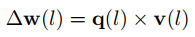 Δw(l) = q(l) × v(l)